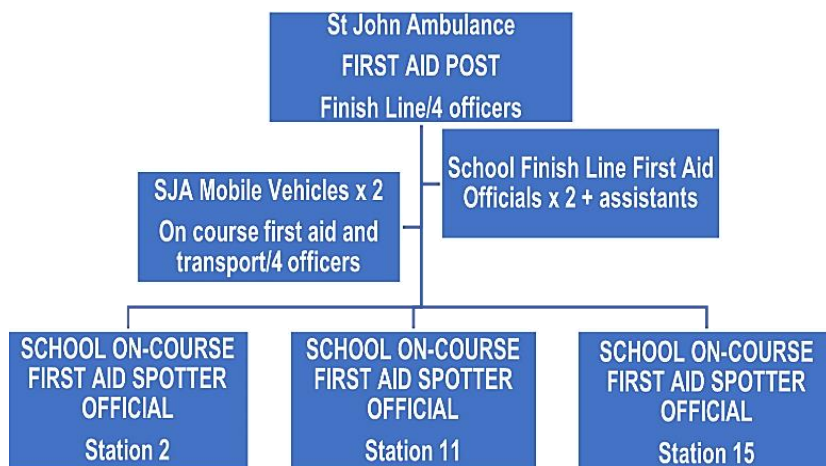 St John Ambulance
FIRST AID POST
Finish Line/4 officers
School Finish Line First Aid
Officials x 2 + assistants
SJA Mobile Vehicles x 2
On course first aid and
transport/4 officers
SCHOOL ON-COURSE
FIRST AID SPOTTER
OFFICIAL
Station 2
SCHOOL ON-COURSE
FIRST AID SPOTTER
OFFICIAL
Station 11
SCHOOL ON-COURSE
FIRST AID SPOTTER
OFFICIAL
Station 15